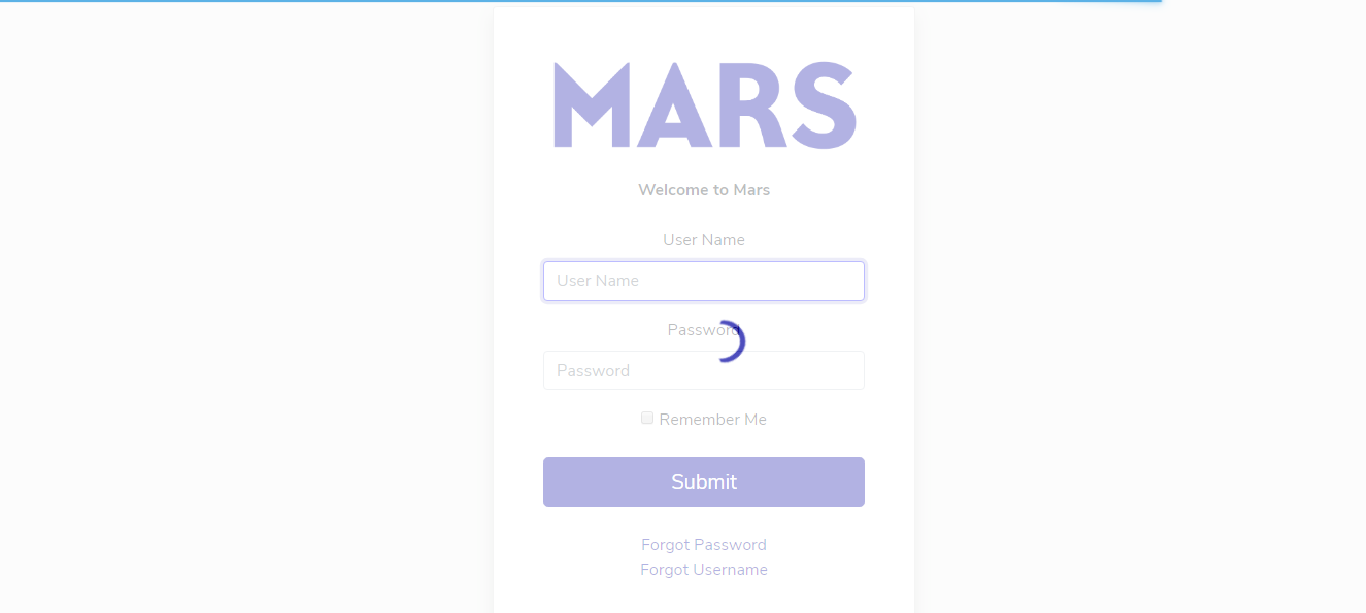 MARS
Welcome to Mars
User Name
User Name
Password
Password
Remember Me
Submit
Forgot Password
Forgot Username